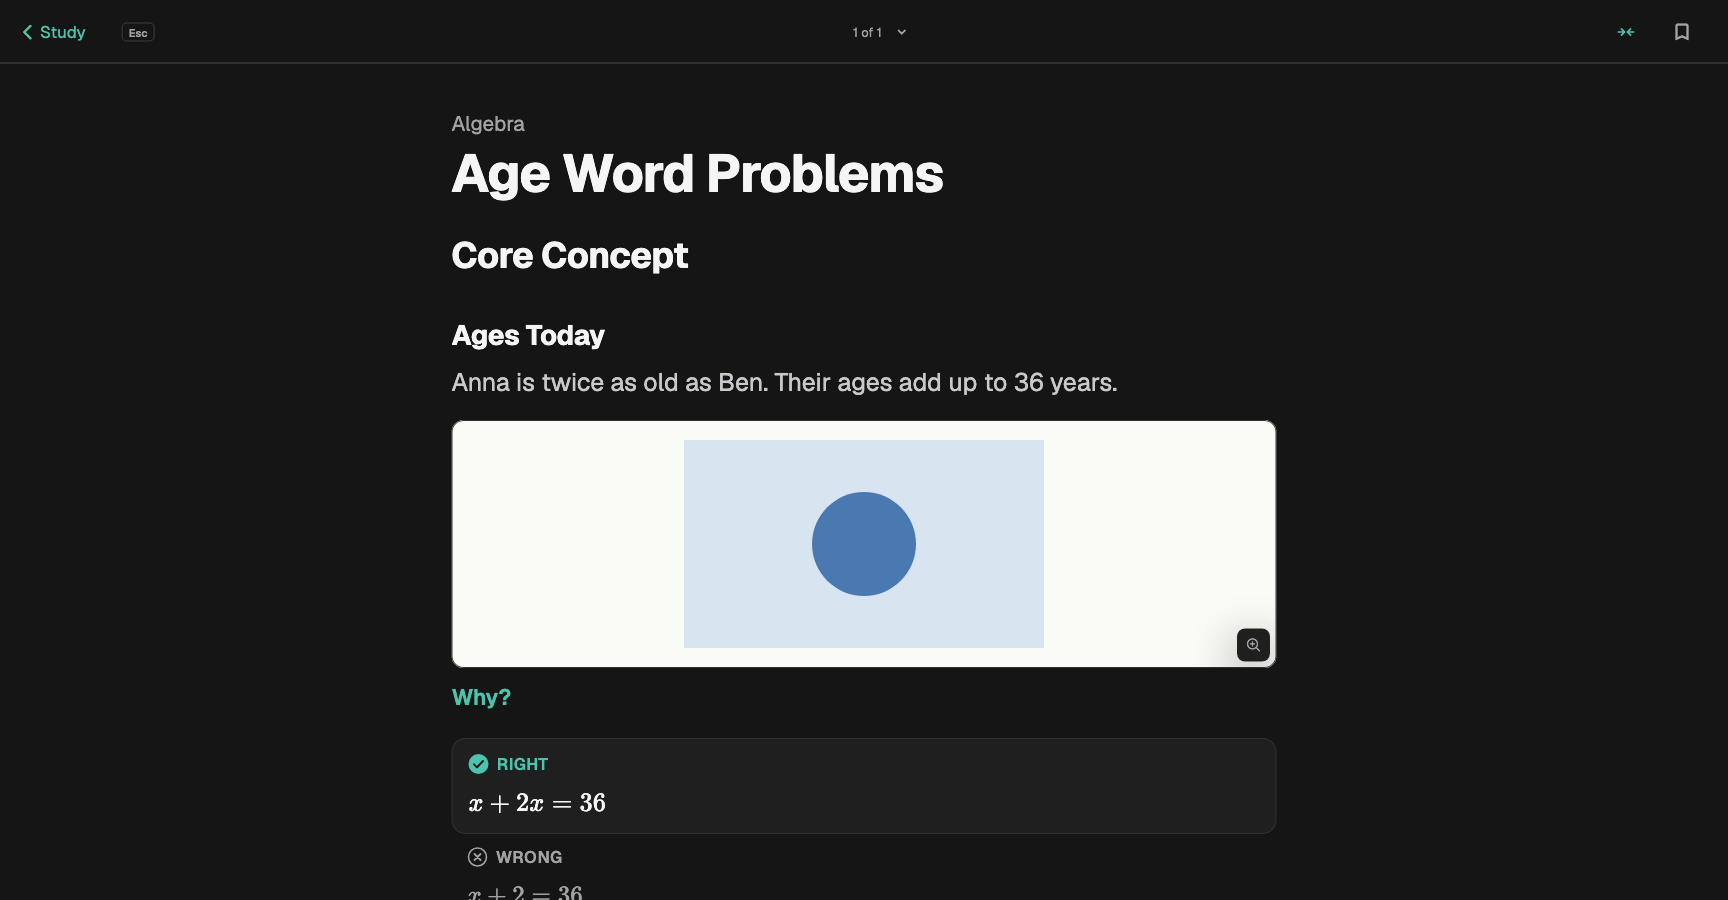 Study
Esc
1 of 1
Algebra
Age Word Problems
Core Concept
Ages Today
Anna is twice as old as Ben. Their ages add up to 36 years.
Why?
RIGHT
x + 2x = 36
WRONG
x + 2 = 36